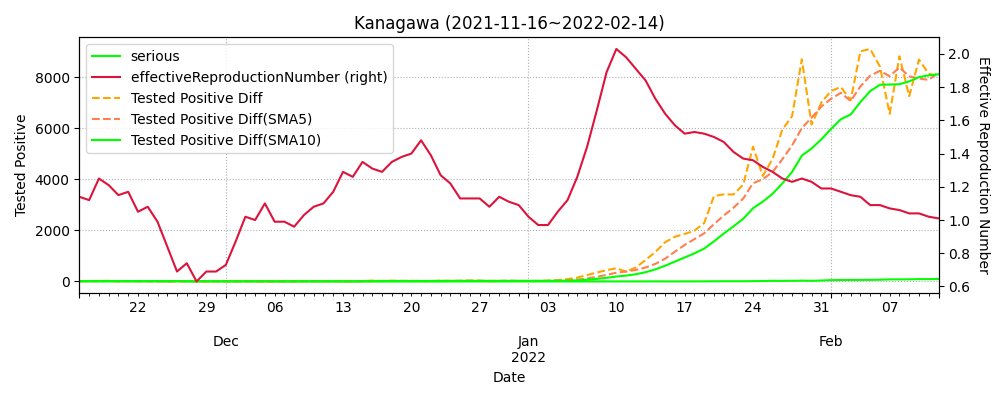 Kanagawa (2021-11-16~2022-02-14)
serious
effectiveReproductionNumber (right)
Tested Positive Diff
Tested Positive Diff(SMA5)
Tested Positive Diff(SMA10)
Tested Positive
8000
6000
4000
2000
0
2.0
1.8
1.6
1.4
1.2
1.0
0.8
0.6
Effective Reproduction Number
22 29 06 13 20 27 03 10 17 24 31 07
Dec Jan Feb
2022
Date